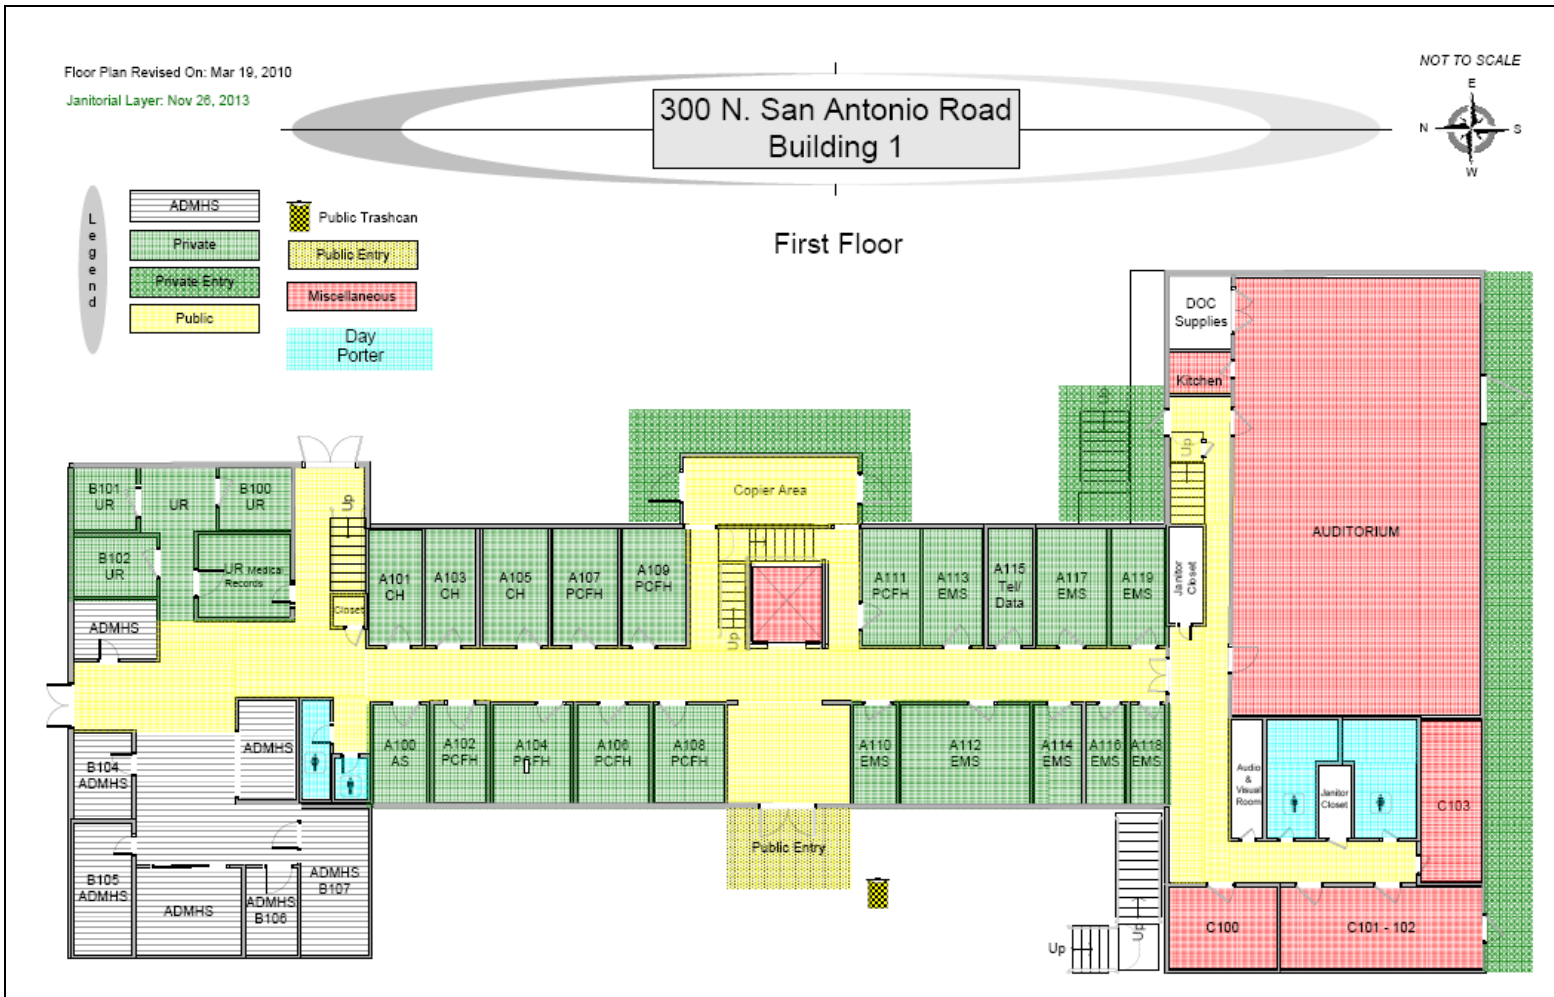 Floor Plan Revised On: Mar 19, 2010
Janitorial Layer: Nov 26, 2013
300 N. San Antonio Road
Building 1
First Floor
NOT TO SCALE
E
N
S
W
Legend
ADMHS
Private
Private Entry
Public
Public Trashcan
Public Entry
Miscellaneous
Day
Porter
DOC
Supplies
Kitchen
Up
Up
AUDITORIUM
Janitor
Closet
Copier Area
B101
UR
UR
B100
UR
B102
UR
UR Medical
Records
Up
Closet
ADMHS
A101
CH
A103
CH
A105
CH
A107
PCFH
A109
PCFH
Up
A111
PCFH
A113
EMS
A115
Tel/
Data
A117
EMS
A119
EMS
ADMHS
B104
ADMHS
A100
AS
A102
PCFH
A104
PCFH
A106
PCFH
A108
PCFH
A110
EMS
A112
EMS
A114
EMS
A116
EMS
A118
EMS
Audio
&
Visual
Room
Janitor
Closet
C103
Public Entry
B105
ADMHS
ADMHS
ADMHS
B106
ADMHS
B107
Up
Up
C100
C101 - 102